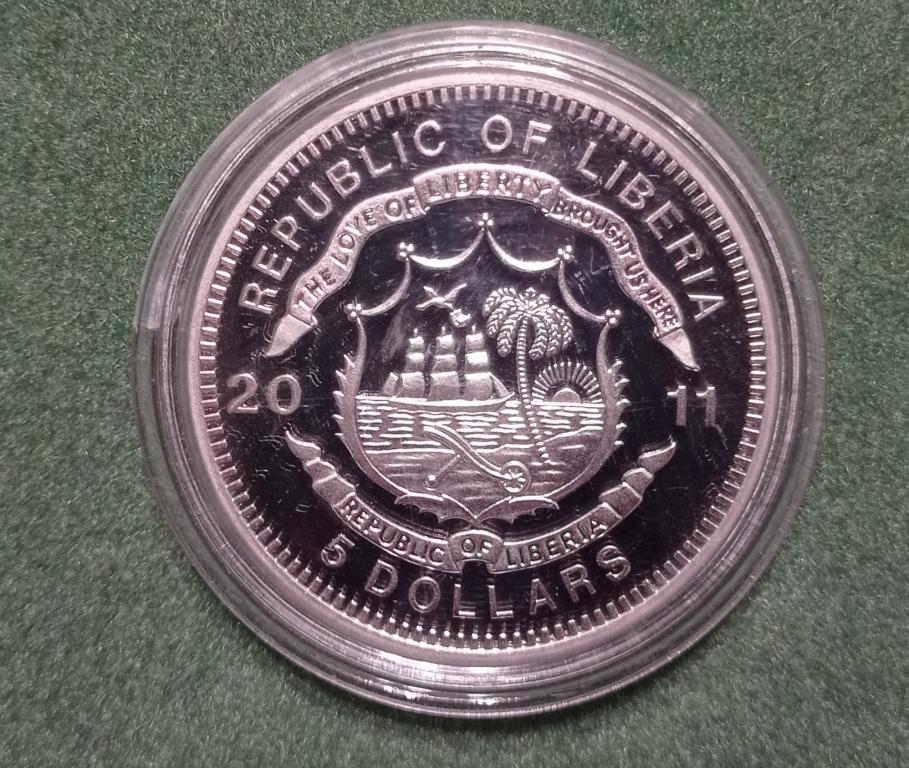 REPUBLIC OF LIBERIA
THE LOVE OF LIBERTY BROUGHT US HERE
20 11
REPUBLIC OF LIBERIA
5 DOLLARS